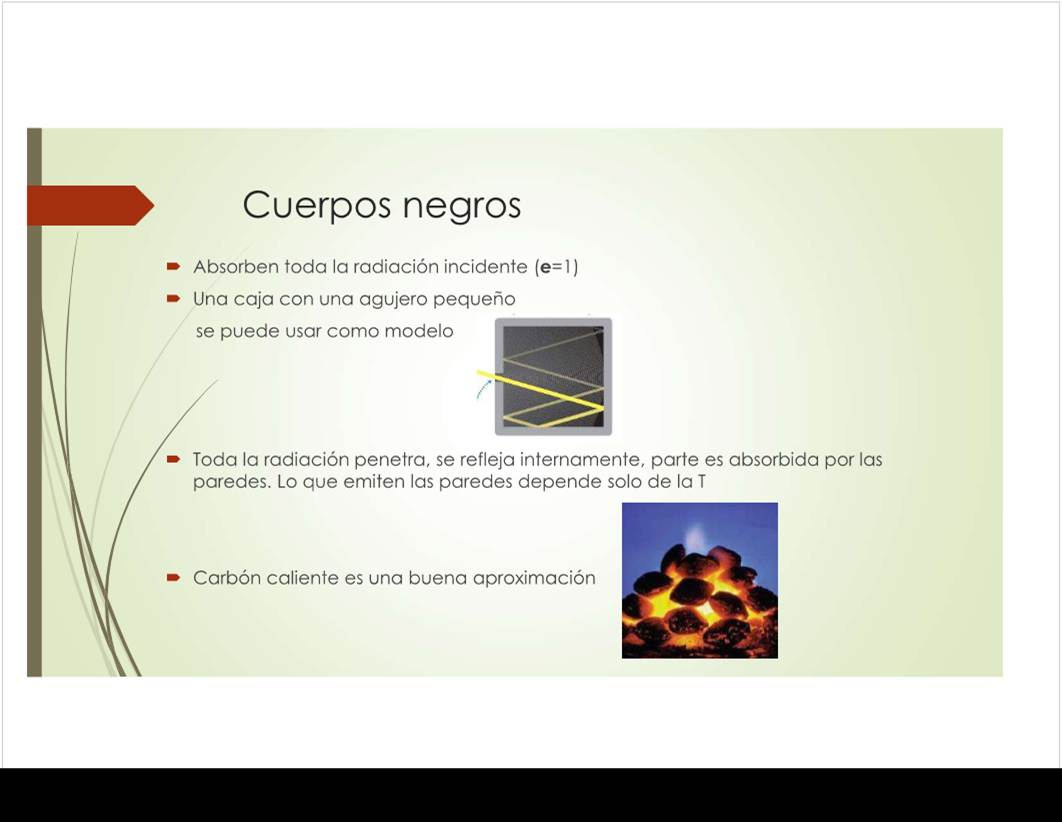 Cuerpos negros
Absorben toda la radiación incidente (e=1)
Una caja con una agujero pequeño
se puede usar como modelo
Toda la radiación penetra, se refleja internamente, parte es absorbida por las
paredes. Lo que emiten las paredes depende solo de la T
Carbón caliente es una buena aproximación